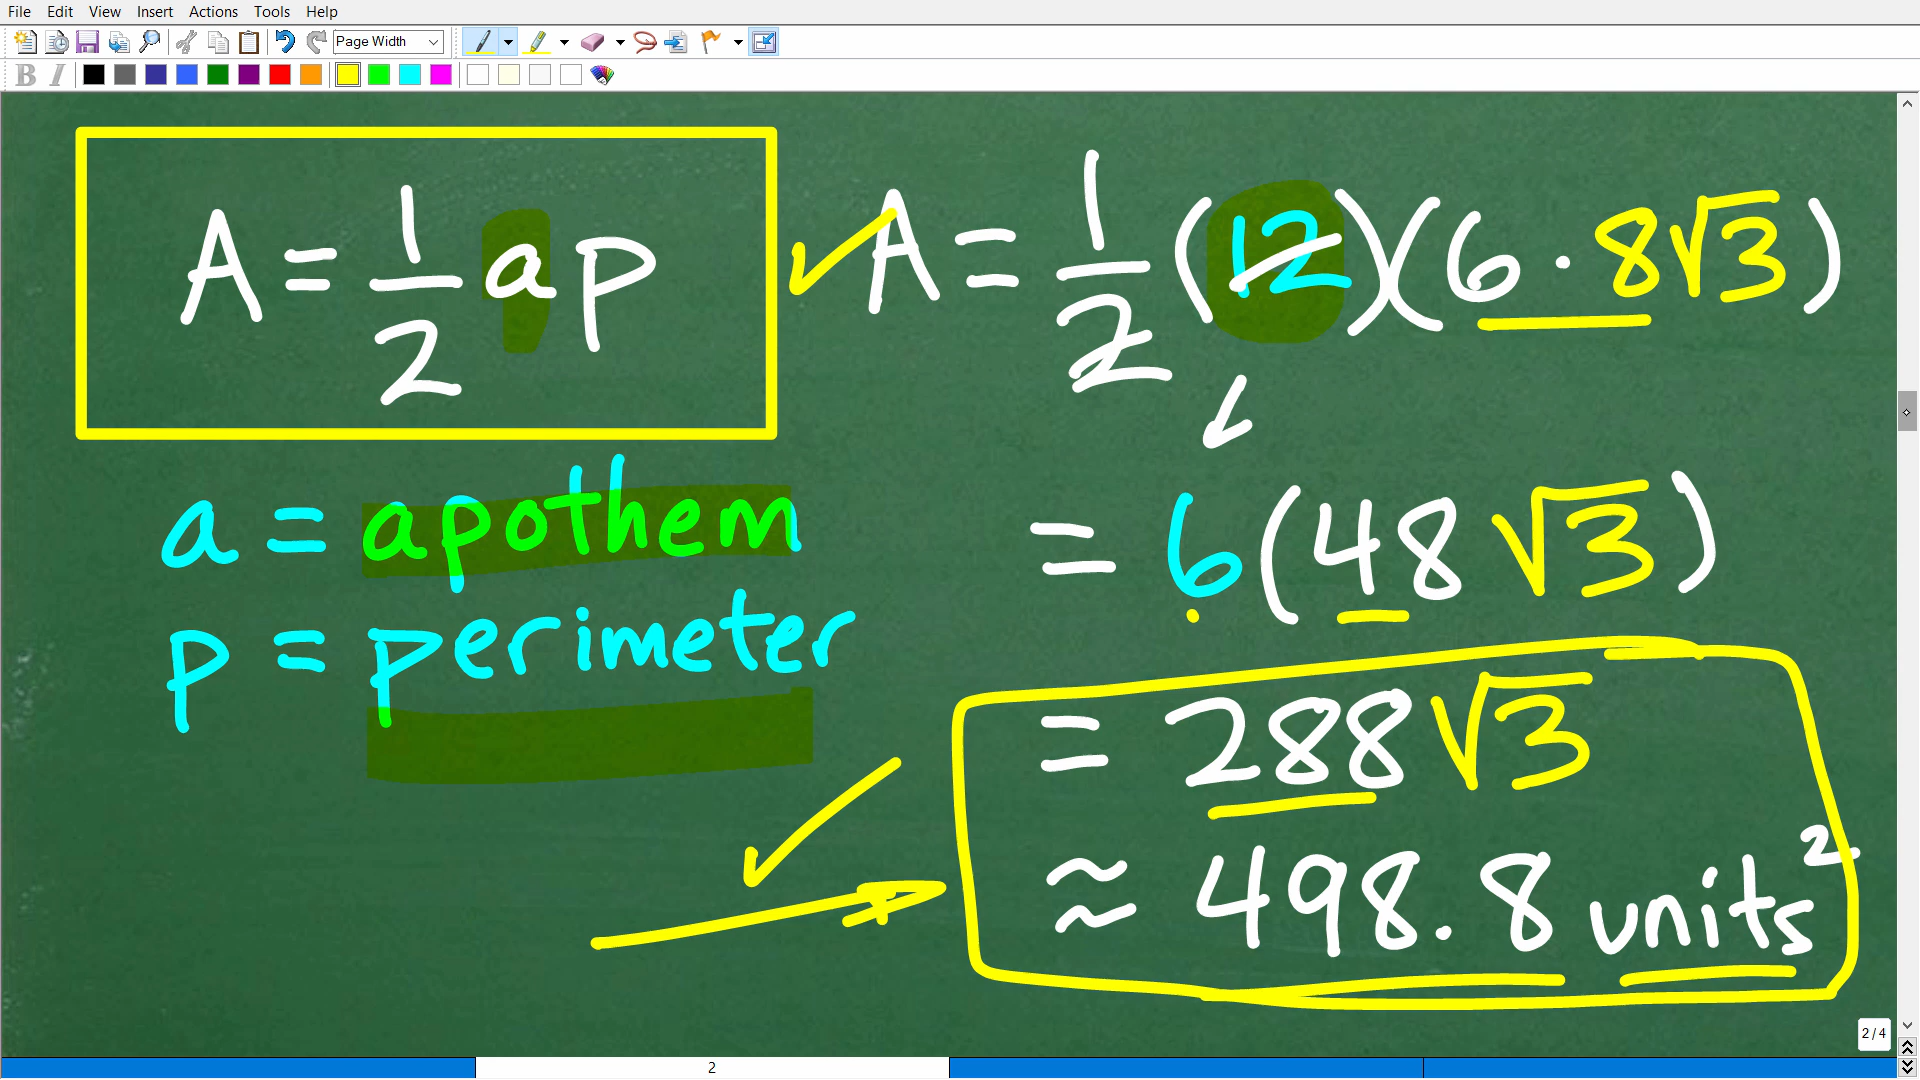 File Edit View Insert Actions Tools Help
Page Width
B I
A = 1/2 a p
A = 1/2 (12)(6 · 8√3)
a = apothem
= 6(48√3)
p = perimeter
= 288√3
≈ 498.8 units²
2 / 4
2